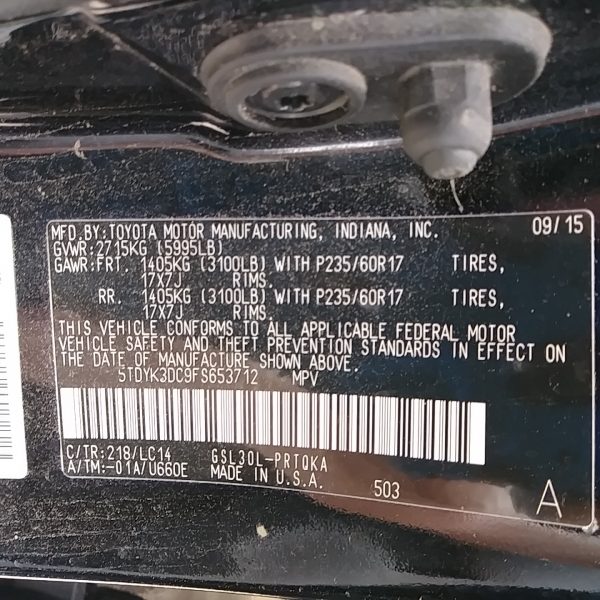 MFD. BY: TOYOTA MOTOR MANUFACTURING, INDIANA, INC. 09/15
GVWR: 2715KG (5995LB)
GAWR: FRT. 1405KG (3100LB) WITH P235/60R17 TIRES,
17X7J RIMS.
RR. 1405KG (3100LB) WITH P235/60R17 TIRES,
17X7J RIMS.
THIS VEHICLE CONFORMS TO ALL APPLICABLE FEDERAL MOTOR
VEHICLE SAFETY AND THEFT PREVENTION STANDARDS IN EFFECT ON
THE DATE OF MANUFACTURE SHOWN ABOVE.
5TDYK3DC9FS653712 MPV
C/TR: 218/LC14 GSL30L-PRTQKA
A/TM: -01A/U660E MADE IN U.S.A. 503 A